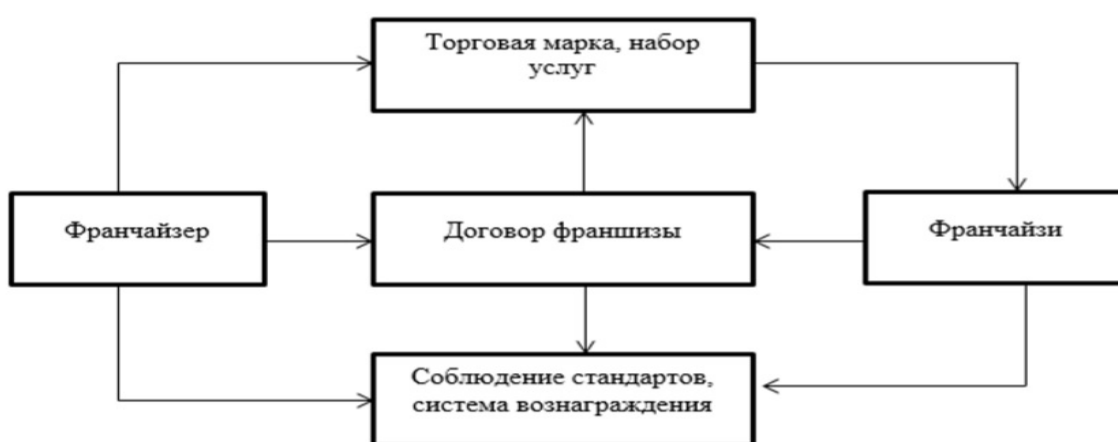 Торговая марка, набор
услуг
Франчайзер
Договор франшизы
Франчайзи
Соблюдение стандартов,
система вознаграждения